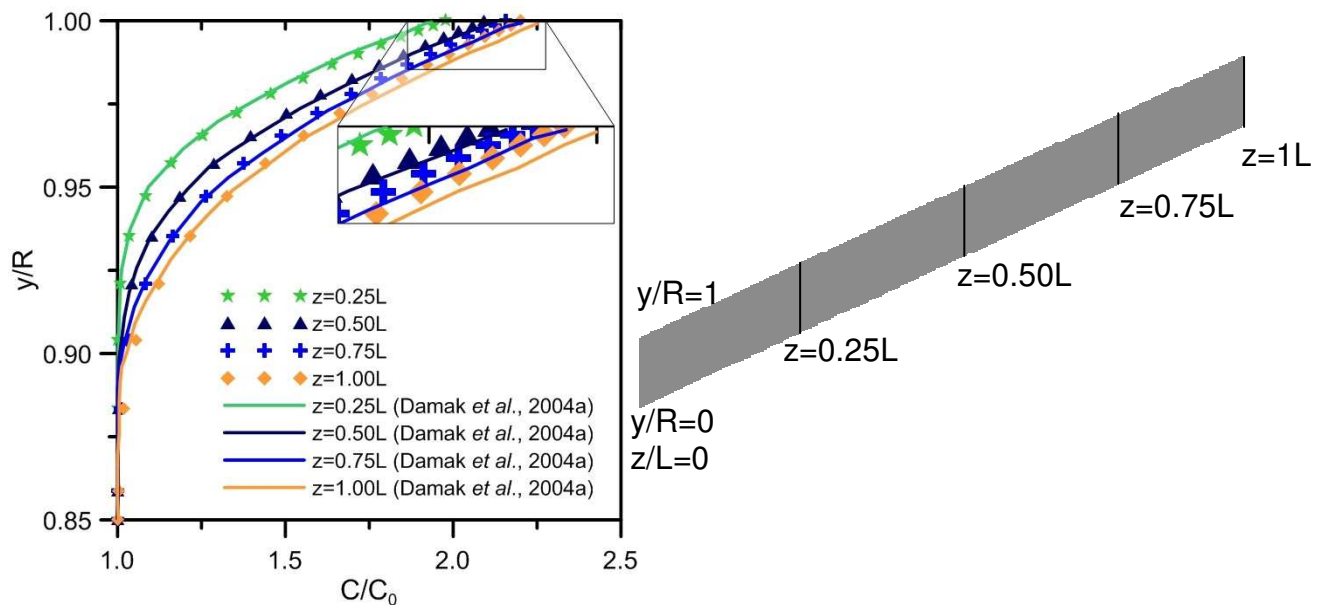 1.00
0.95
0.90
0.85
y/R
1.0
1.5
2.0
2.5
C/C₀
z=0.25L
z=0.50L
z=0.75L
z=1.00L
z=0.25L (Damak et al., 2004a)
z=0.50L (Damak et al., 2004a)
z=0.75L (Damak et al., 2004a)
z=1.00L (Damak et al., 2004a)
z=1L
z=0.75L
z=0.50L
y/R=1
z=0.25L
y/R=0
z/L=0